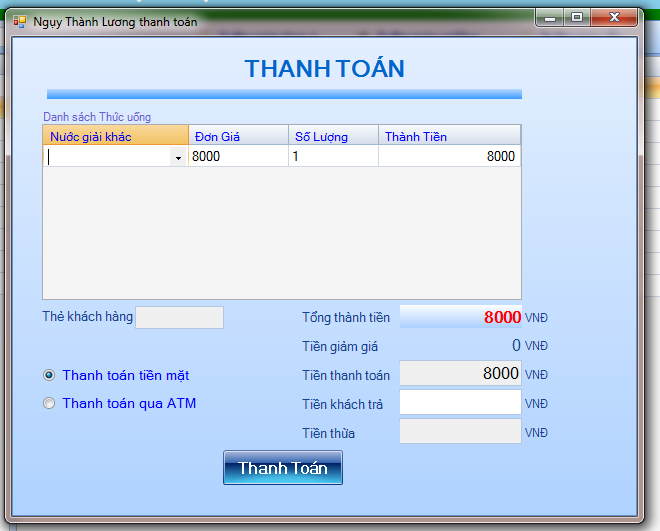 Ngụy Thành Lương thanh toán
THANH TOÁN
Danh sách Thức uống
Nước giải khác Đơn Giá Số Lượng Thành Tiền
8000 1 8000
Thẻ khách hàng
Tổng thành tiền 8000 VNĐ
Tiền giảm giá 0 VNĐ
Thanh toán tiền mặt
Tiền thanh toán 8000 VNĐ
Thanh toán qua ATM
Tiền khách trả VNĐ
Tiền thừa VNĐ
Thanh Toán